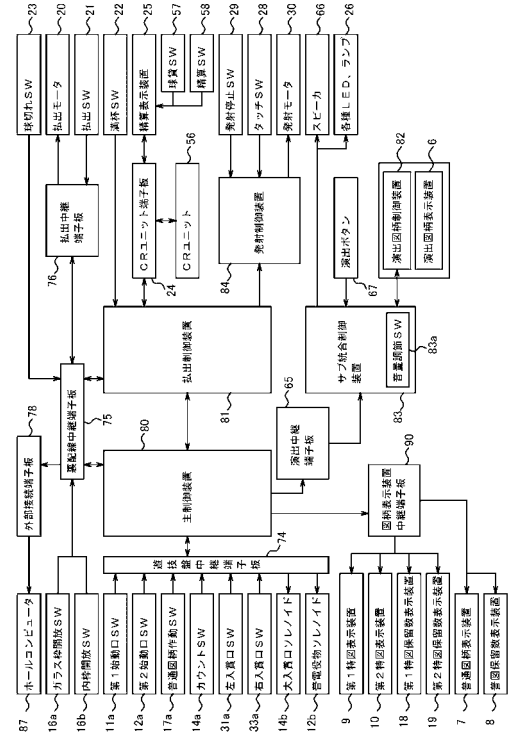 23
球切れSW
20
払出モータ
21
払出SW
22
満杯SW
25
精算表示装置
57
球貸SW
58
精算SW
29
発射停止SW
28
タッチSW
30
発射モータ
66
スピーカ
26
各種LED、ランプ
払出中継
端子板
76
CRユニット端子板
24
56
CRユニット
発射制御装置
84
演出ボタン
67
82
演出図柄制御装置
6
演出図柄表示装置
78
外部接続端子板
裏配線中継端子板
75
払出制御装置
81
サブ統合制御
装置
音量調節SW
83a
83
80
主制御装置
65
演出中継
端子板
90
図柄表示装置
中継端子板
遊技盤中継端子板
74
ホールコンピュータ
87
ガラス枠開放SW
16a
内枠開放SW
16b
第1始動口SW
11a
第2始動口SW
12a
普通図柄作動SW
17a
カウントSW
14a
左入賞口SW
31a
右入賞口SW
33a
大入賞口ソレノイド
14b
普電役物ソレノイド
12b
第1特図表示装置
9
第2特図表示装置
10
第1特図保留数表示装置
18
第2特図保留数表示装置
19
普通図柄表示装置
7
普図保留数表示装置
8